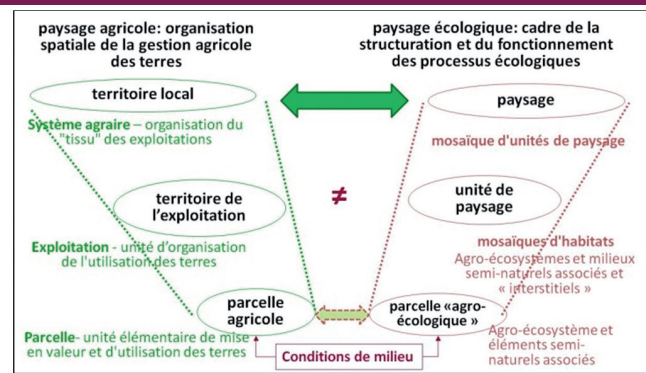 paysage agricole: organisation
spatiale de la gestion agricole
des terres
paysage écologique: cadre de la
structuration et du fonctionnement
des processus écologiques
territoire local
paysage
Système agraire – organisation du
"tissu" des exploitations
mosaïque d'unités de paysage
territoire de
l'exploitation
≠
unité de
paysage
Exploitation - unité d'organisation
de l'utilisation des terres
mosaïques d'habitats
Agro-écosystèmes et milieux
semi-naturels associés et
« interstitiels »
parcelle
agricole
parcelle «agro-
écologique »
Parcelle- unité élémentaire de mise
en valeur et d'utilisation des terres
Agro-écosystème et
éléments semi-
naturels associés
Conditions de milieu